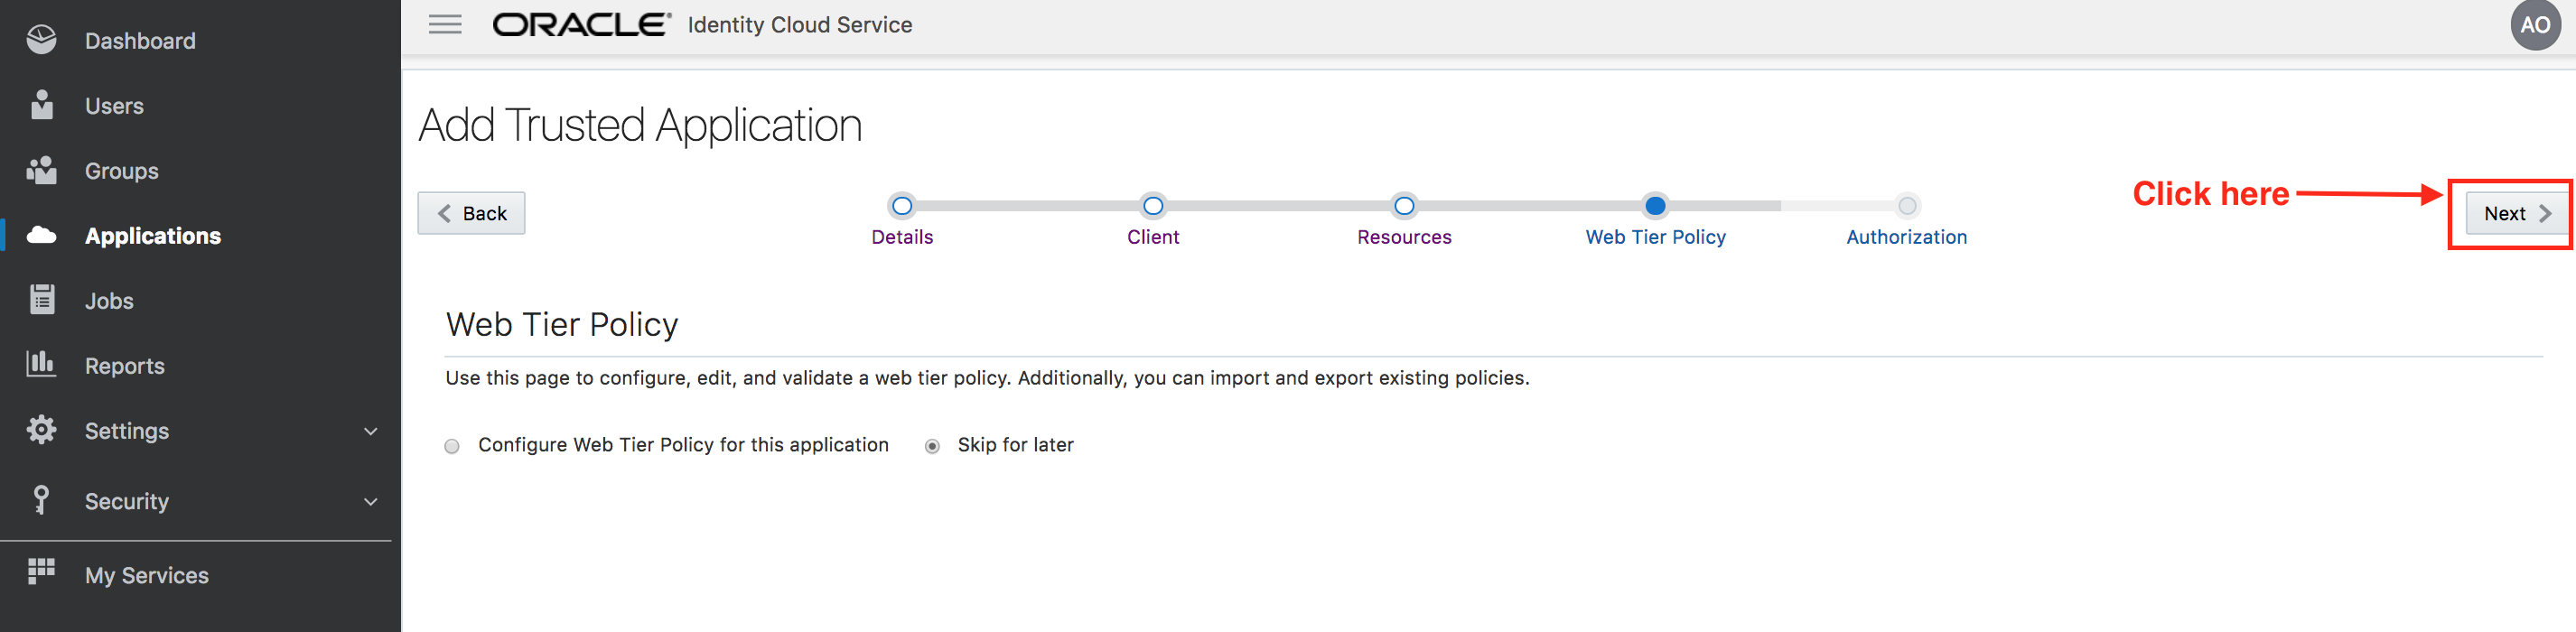 Dashboard
Users
Groups
Applications
Jobs
Reports
Settings
Security
My Services
ORACLE® Identity Cloud Service
AO
Add Trusted Application
Back
Details
Client
Resources
Web Tier Policy
Authorization
Click here
Next
Web Tier Policy
Use this page to configure, edit, and validate a web tier policy. Additionally, you can import and export existing policies.
Configure Web Tier Policy for this application Skip for later